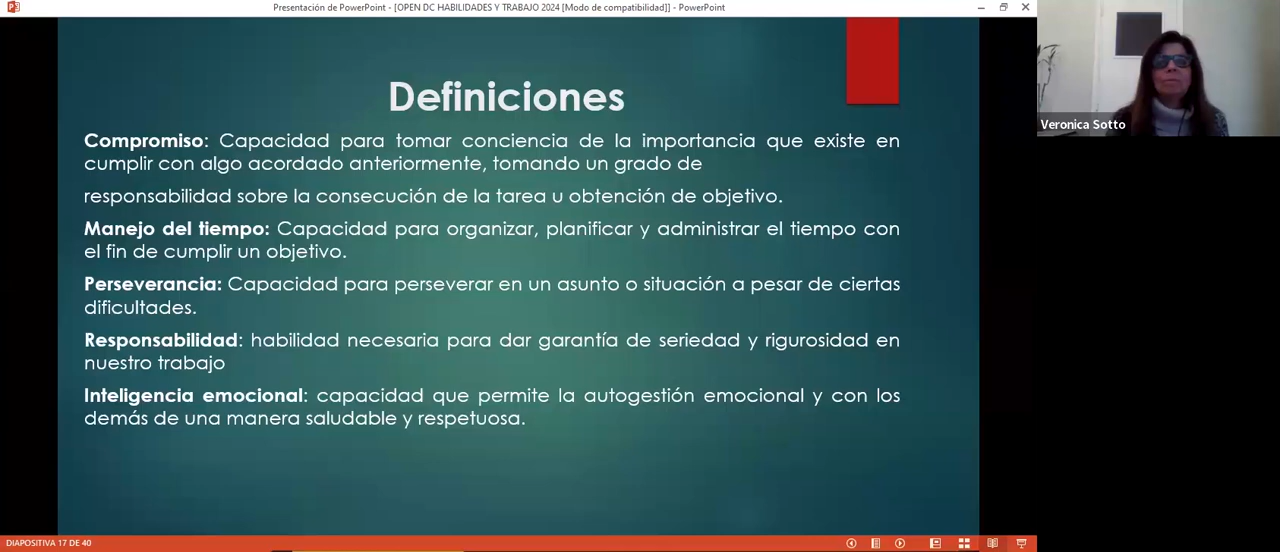 Presentación de PowerPoint - [OPEN DC HABILIDADES Y TRABAJO 2024 [Modo de compatibilidad]] - PowerPoint
Definiciones
Compromiso: Capacidad para tomar conciencia de la importancia que existe en
cumplir con algo acordado anteriormente, tomando un grado de
responsabilidad sobre la consecución de la tarea u obtención de objetivo.
Manejo del tiempo: Capacidad para organizar, planificar y administrar el tiempo con
el fin de cumplir un objetivo.
Perseverancia: Capacidad para perseverar en un asunto o situación a pesar de ciertas
dificultades.
Responsabilidad: habilidad necesaria para dar garantía de seriedad y rigurosidad en
nuestro trabajo
Inteligencia emocional: capacidad que permite la autogestión emocional y con los
demás de una manera saludable y respetuosa.
DIAPOSITIVA 17 DE 40
Veronica Sotto